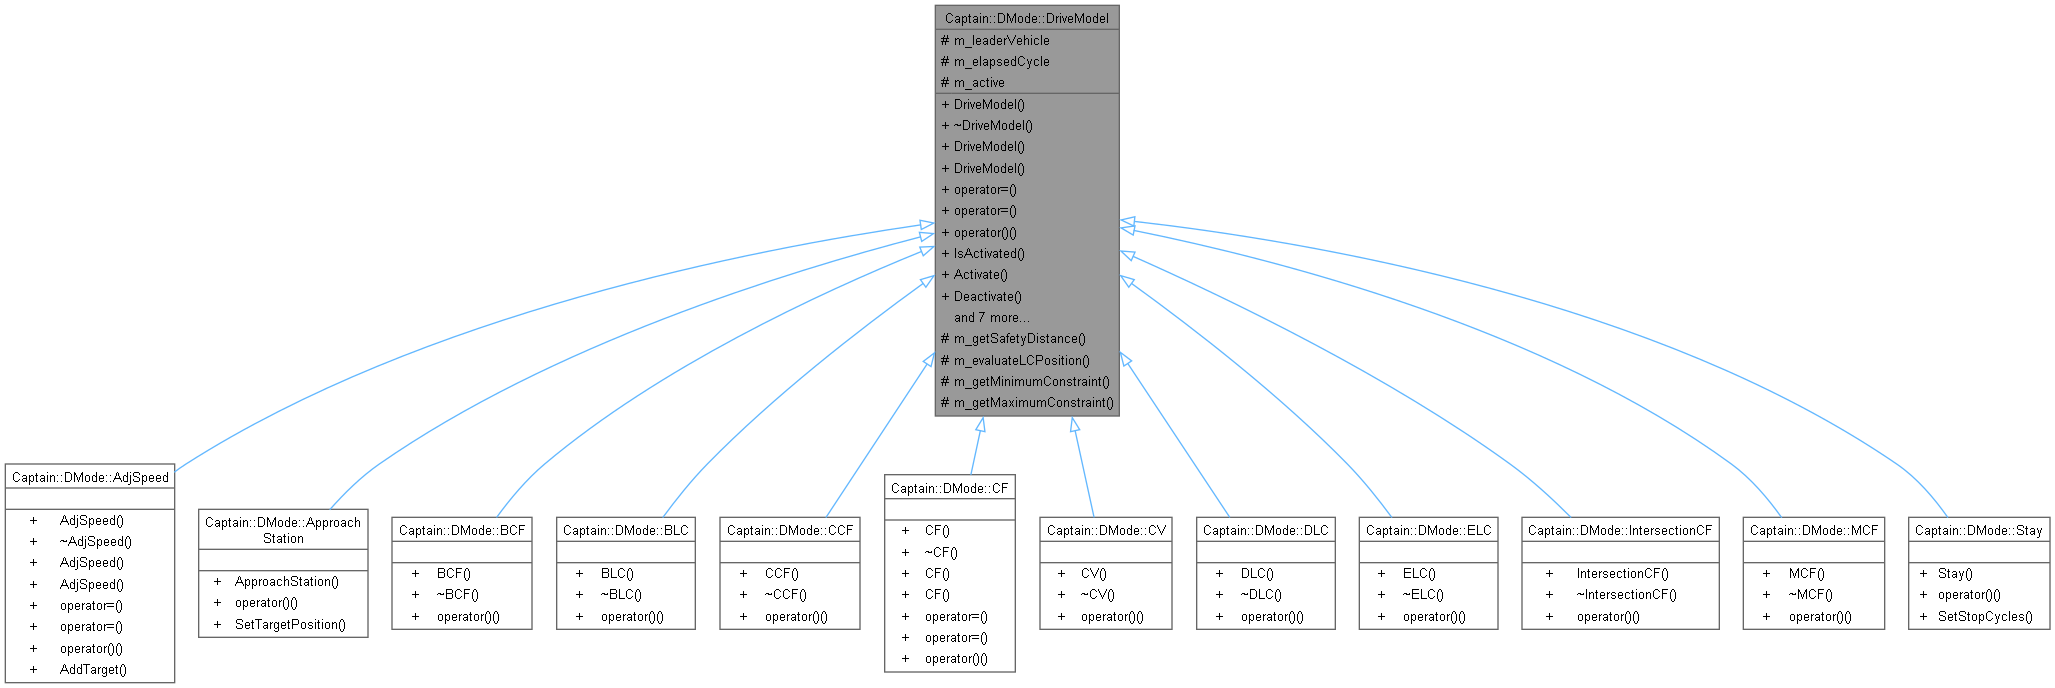 Captain::DMode::DriveModel
# m_leaderVehicle
# m_elapsedCycle
# m_active
+ DriveModel()
+ ~DriveModel()
+ DriveModel()
+ DriveModel()
+ operator=()
+ operator=()
+ operator()()
+ IsActivated()
+ Activate()
+ Deactivate()
and 7 more...
# m_getSafetyDistance()
# m_evaluateLCPosition()
# m_getMinimumConstraint()
# m_getMaximumConstraint()
Captain::DMode::AdjSpeed
+ AdjSpeed()
+ ~AdjSpeed()
+ AdjSpeed()
+ AdjSpeed()
+ operator=()
+ operator=()
+ operator()()
+ AddTarget()
Captain::DMode::Approach
Station
+ ApproachStation()
+ operator()()
+ SetTargetPosition()
Captain::DMode::BCF
+ BCF()
+ ~BCF()
+ operator()()
Captain::DMode::BLC
+ BLC()
+ ~BLC()
+ operator()()
Captain::DMode::CCF
+ CCF()
+ ~CCF()
+ operator()()
Captain::DMode::CF
+ CF()
+ ~CF()
+ CF()
+ CF()
+ operator=()
+ operator=()
+ operator()()
Captain::DMode::CV
+ CV()
+ ~CV()
+ operator()()
Captain::DMode::DLC
+ DLC()
+ ~DLC()
+ operator()()
Captain::DMode::ELC
+ ELC()
+ ~ELC()
+ operator()()
Captain::DMode::IntersectionCF
+ IntersectionCF()
+ ~IntersectionCF()
+ operator()()
Captain::DMode::MCF
+ MCF()
+ ~MCF()
+ operator()()
Captain::DMode::Stay
+ Stay()
+ operator()()
+ SetStopCycles()